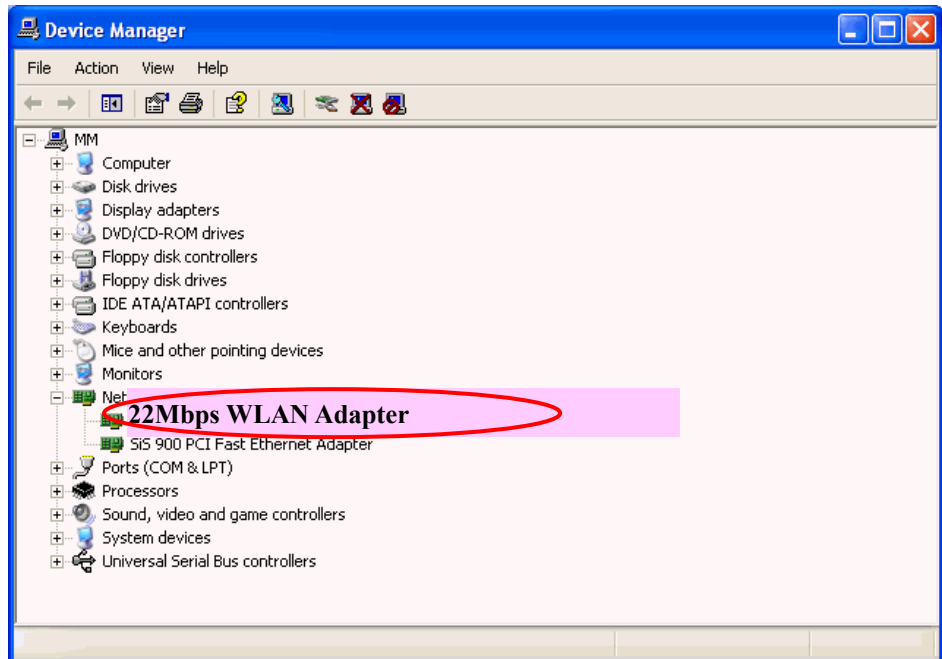 Device Manager
File Action View Help
MM
Computer
Disk drives
Display adapters
DVD/CD-ROM drives
Floppy disk controllers
Floppy disk drives
IDE ATA/ATAPI controllers
Keyboards
Mice and other pointing devices
Monitors
Net
22Mbps WLAN Adapter
SiS 900 PCI Fast Ethernet Adapter
Ports (COM & LPT)
Processors
Sound, video and game controllers
System devices
Universal Serial Bus controllers